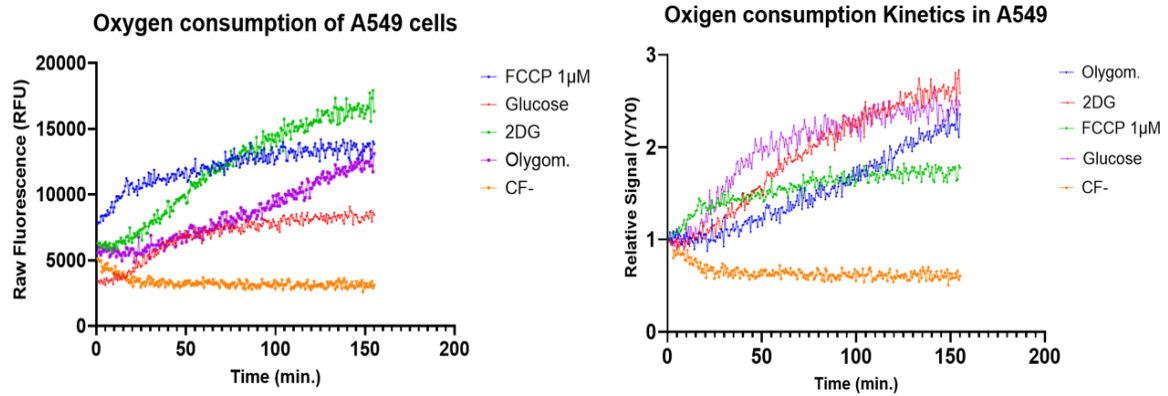 Oxygen consumption of A549 cells
Raw Fluorescence (RFU)
20000
15000
10000
5000
0
0 50 100 150 200
Time (min.)
FCCP 1µM
Glucose
2DG
Olygom.
CF-
Oxigen consumption Kinetics in A549
Relative Signal (Y/Y0)
3
2
1
0
0 50 100 150 200
Time (min.)
Olygom.
2DG
FCCP 1µM
Glucose
CF-